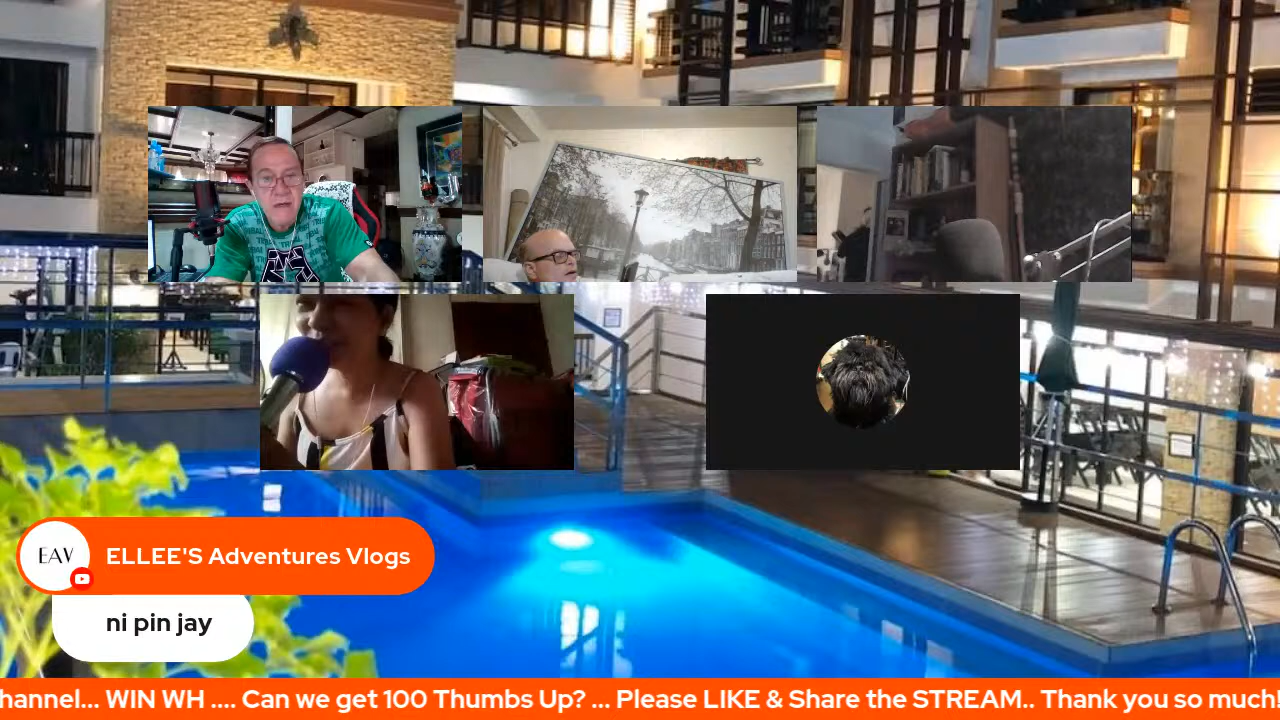 EAV
ELLEE'S Adventures Vlogs
ni pin jay
hannel... WIN WH .... Can we get 100 Thumbs Up? ... Please LIKE & Share the STREAM.. Thank you so much!